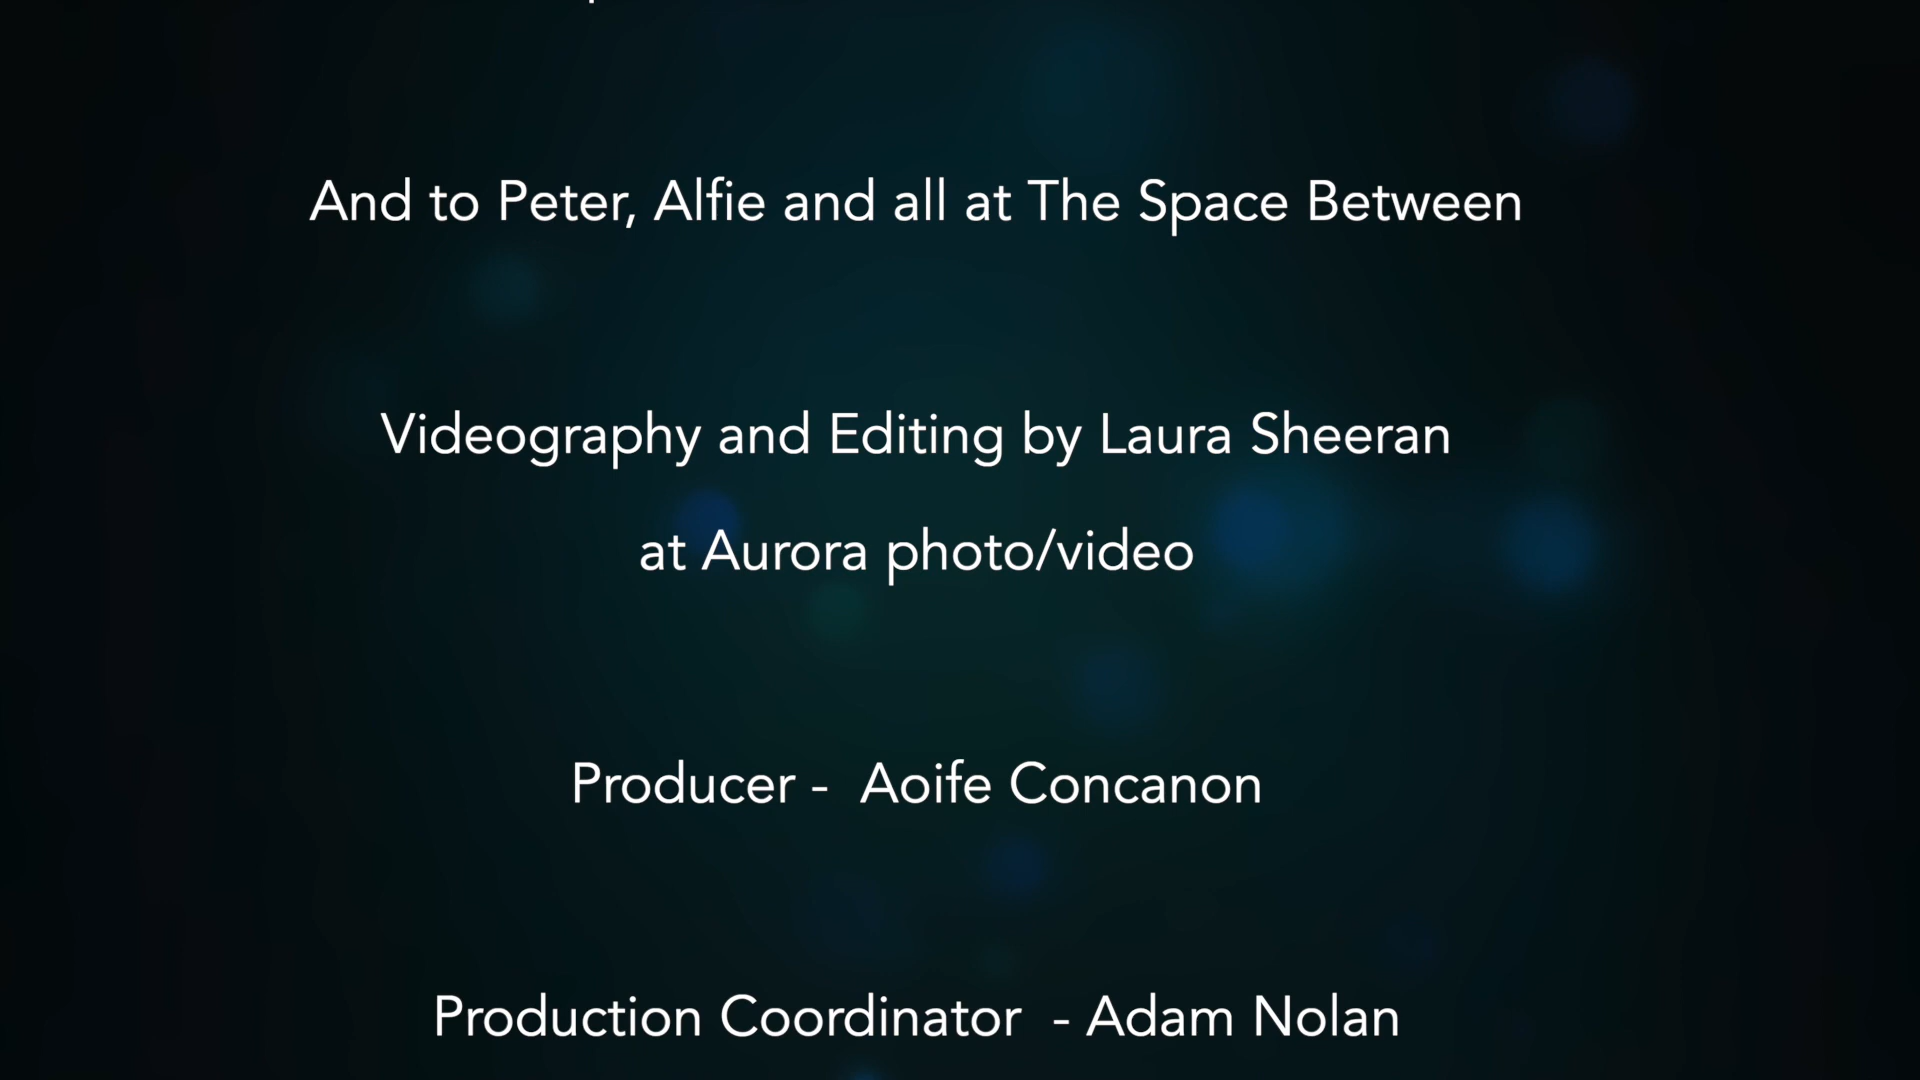 And to Peter, Alfie and all at The Space Between
Videography and Editing by Laura Sheeran
at Aurora photo/video
Producer -  Aoife Concanon
Production Coordinator  - Adam Nolan